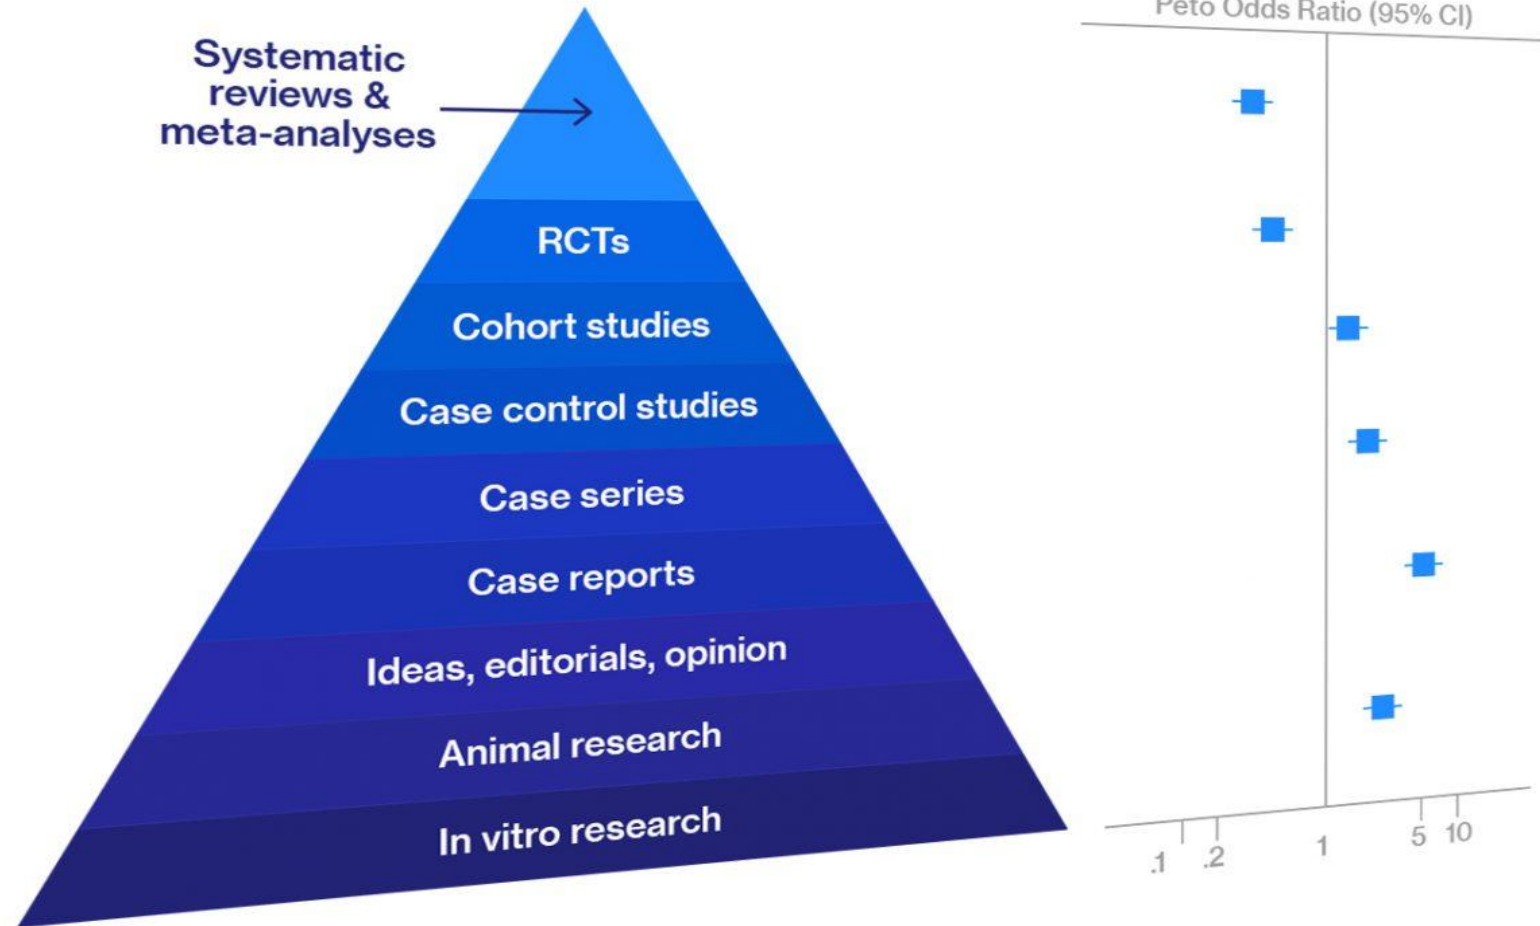 Systematic
reviews &
meta-analyses
RCTs
Cohort studies
Case control studies
Case series
Case reports
Ideas, editorials, opinion
Animal research
In vitro research
Peto Odds Ratio (95% CI)
.1 .2 1 5 10